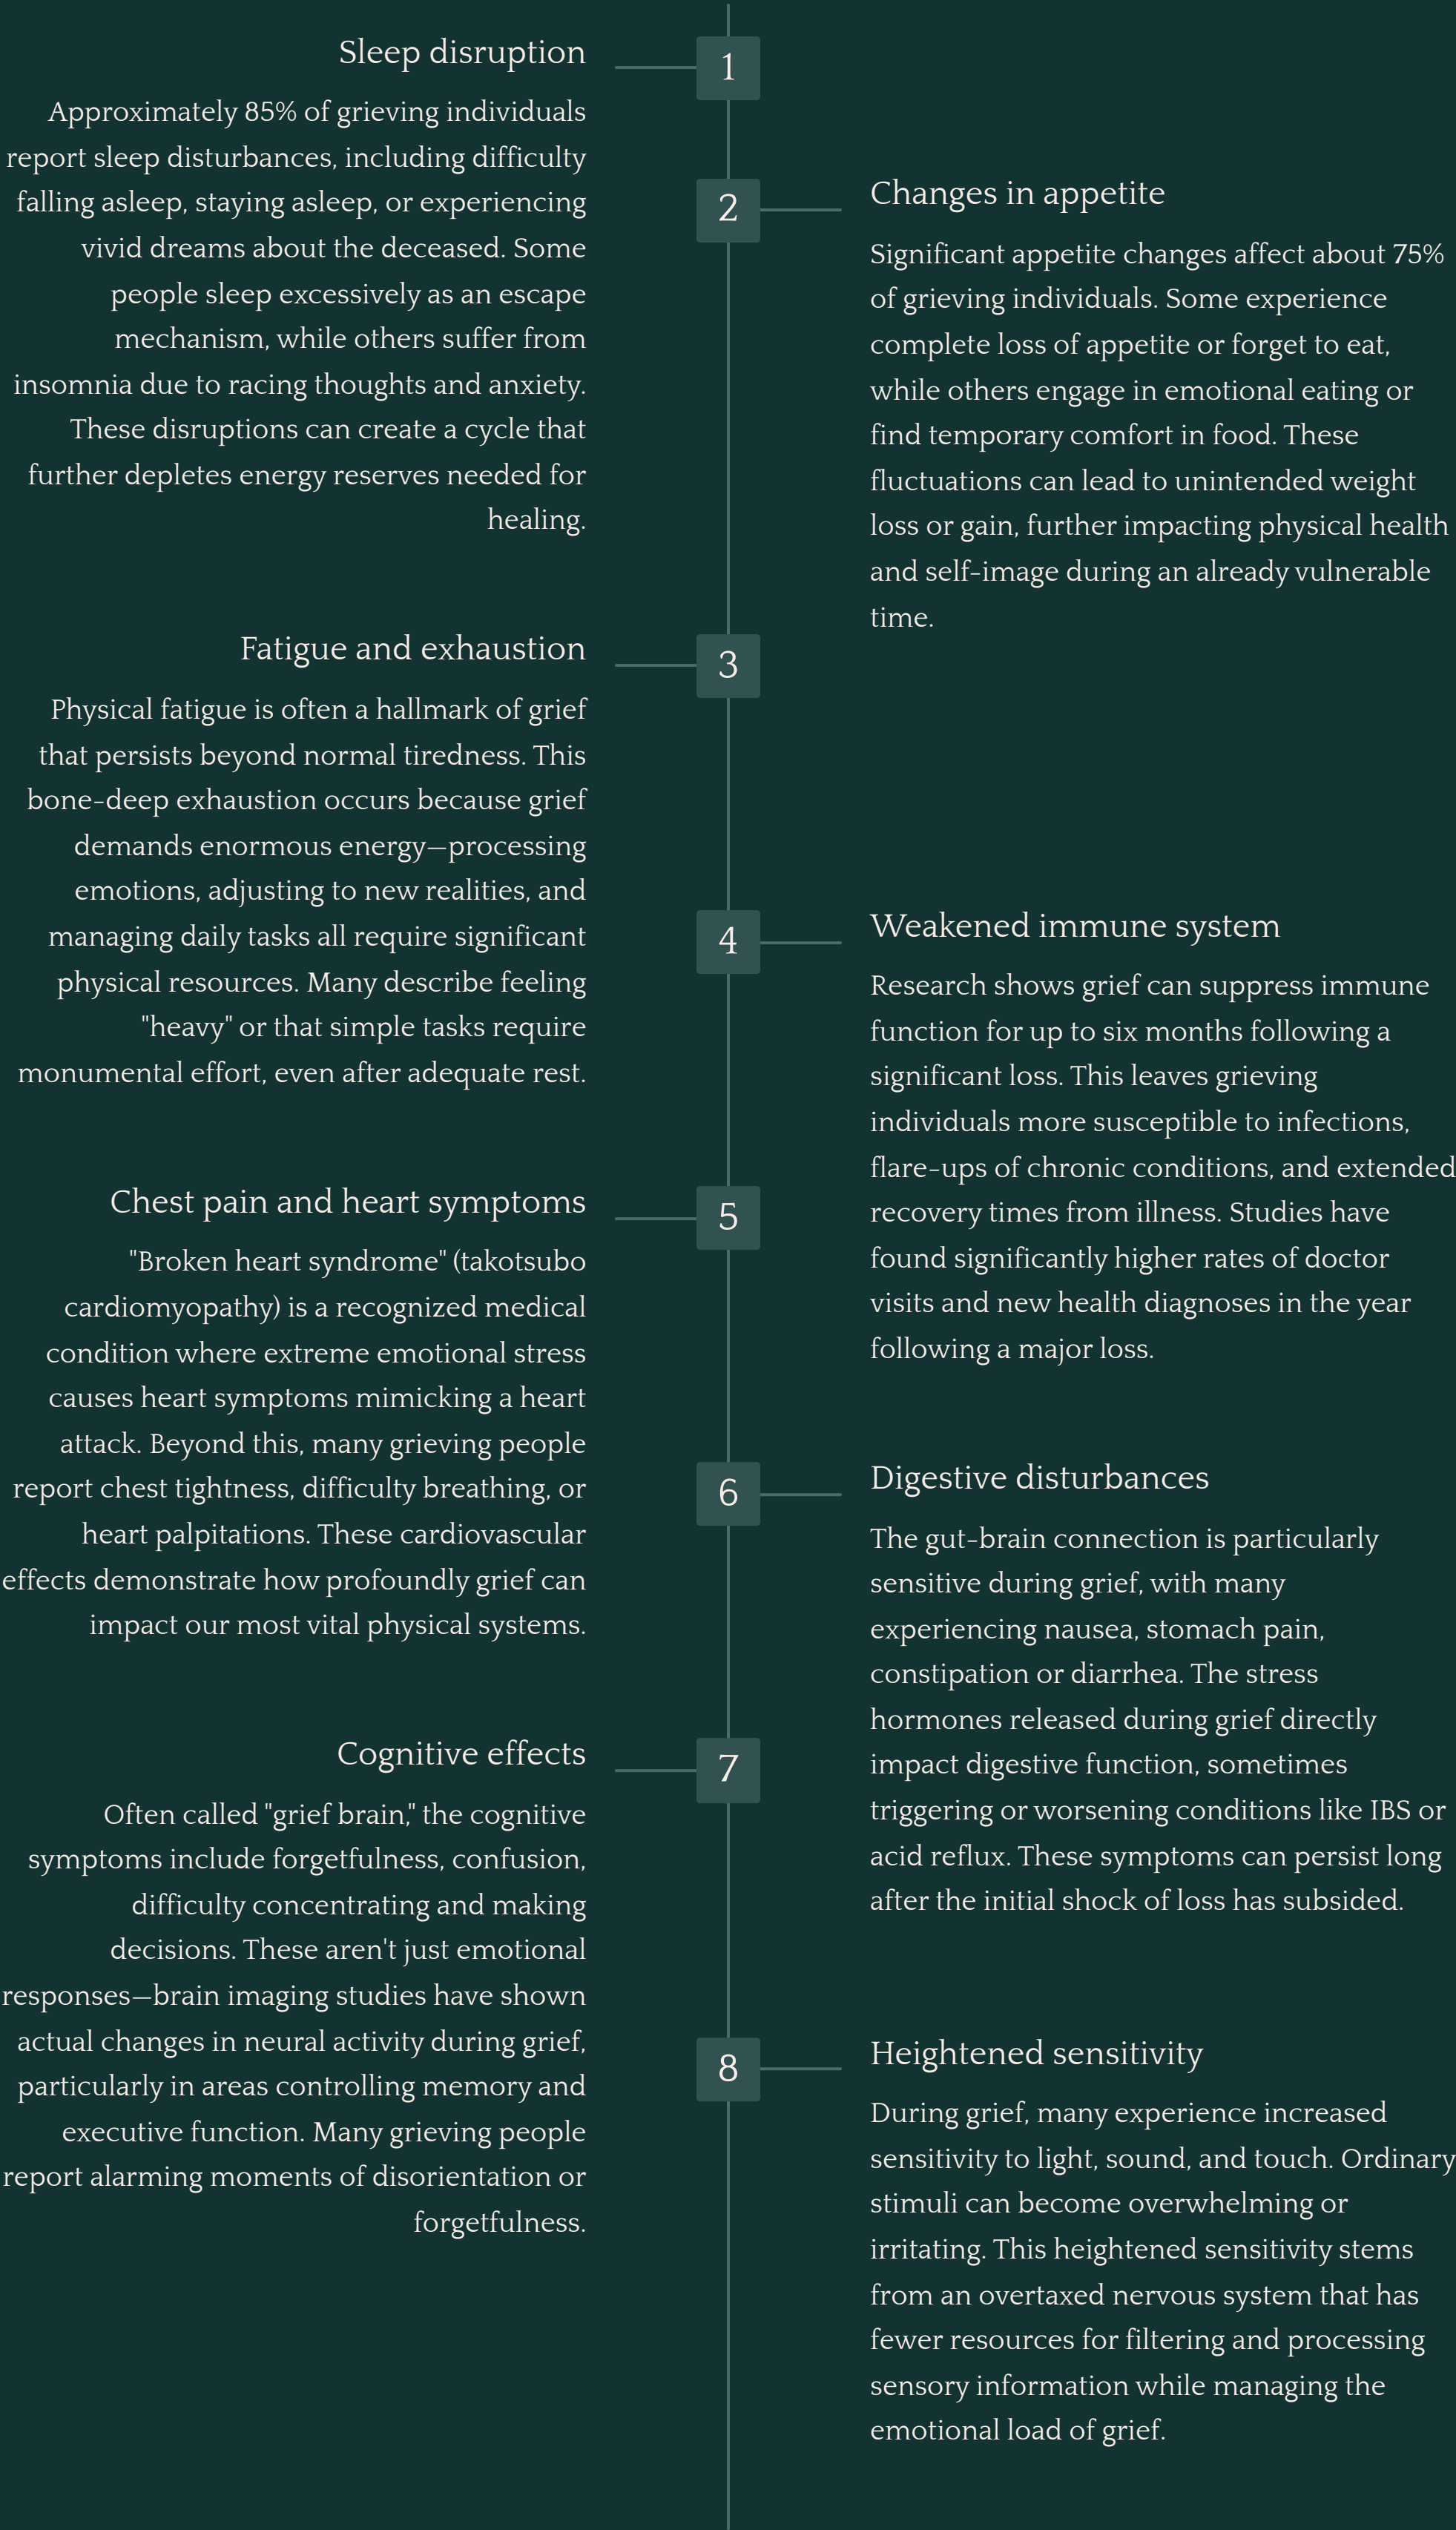 Sleep disruption
1
Approximately 85% of grieving individuals
report sleep disturbances, including difficulty
falling asleep, staying asleep, or experiencing
vivid dreams about the deceased. Some
people sleep excessively as an escape
mechanism, while others suffer from
insomnia due to racing thoughts and anxiety.
These disruptions can create a cycle that
further depletes energy reserves needed for
healing.
2
Changes in appetite
Significant appetite changes affect about 75%
of grieving individuals. Some experience
complete loss of appetite or forget to eat,
while others engage in emotional eating or
find temporary comfort in food. These
fluctuations can lead to unintended weight
loss or gain, further impacting physical health
and self-image during an already vulnerable
time.
Fatigue and exhaustion
3
Physical fatigue is often a hallmark of grief
that persists beyond normal tiredness. This
bone-deep exhaustion occurs because grief
demands enormous energy—processing
emotions, adjusting to new realities, and
managing daily tasks all require significant
physical resources. Many describe feeling
"heavy" or that simple tasks require
monumental effort, even after adequate rest.
4
Weakened immune system
Research shows grief can suppress immune
function for up to six months following a
significant loss. This leaves grieving
individuals more susceptible to infections,
flare-ups of chronic conditions, and extended
recovery times from illness. Studies have
found significantly higher rates of doctor
visits and new health diagnoses in the year
following a major loss.
Chest pain and heart symptoms
5
"Broken heart syndrome" (takotsubo
cardiomyopathy) is a recognized medical
condition where extreme emotional stress
causes heart symptoms mimicking a heart
attack. Beyond this, many grieving people
report chest tightness, difficulty breathing, or
heart palpitations. These cardiovascular
effects demonstrate how profoundly grief can
impact our most vital physical systems.
6
Digestive disturbances
The gut-brain connection is particularly
sensitive during grief, with many
experiencing nausea, stomach pain,
constipation or diarrhea. The stress
hormones released during grief directly
impact digestive function, sometimes
triggering or worsening conditions like IBS or
acid reflux. These symptoms can persist long
after the initial shock of loss has subsided.
Cognitive effects
7
Often called "grief brain," the cognitive
symptoms include forgetfulness, confusion,
difficulty concentrating and making
decisions. These aren't just emotional
responses—brain imaging studies have shown
actual changes in neural activity during grief,
particularly in areas controlling memory and
executive function. Many grieving people
report alarming moments of disorientation or
forgetfulness.
8
Heightened sensitivity
During grief, many experience increased
sensitivity to light, sound, and touch. Ordinary
stimuli can become overwhelming or
irritating. This heightened sensitivity stems
from an overtaxed nervous system that has
fewer resources for filtering and processing
sensory information while managing the
emotional load of grief.